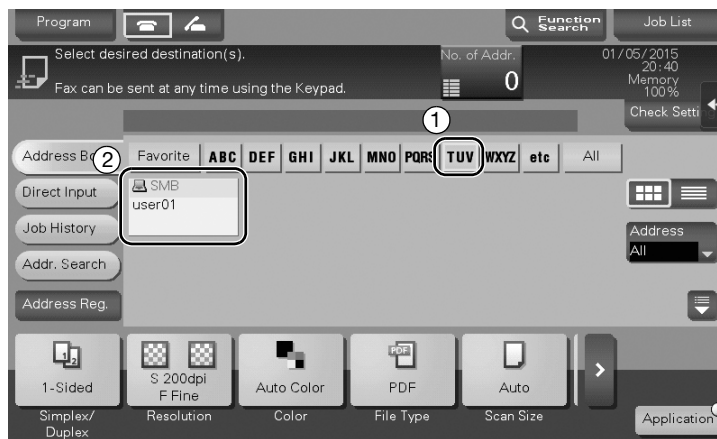 Program
Function Search
Job List
Select desired destination(s).
No. of Addr.
0
01/05/2015
20:40
Fax can be sent at any time using the Keypad.
Memory
100%
1
Check Setti
Address B
2
Favorite ABC DEF GHI JKL MNO PQRS TUV WXYZ etc All
SMB
user01
Direct Input
Job History
Address
All
Addr. Search
Address Reg.
1 2
PDF
1-Sided
S 200dpi
F Fine
Auto Color
PDF
Auto
Simplex/
Duplex
Resolution
Color
File Type
Scan Size
Application